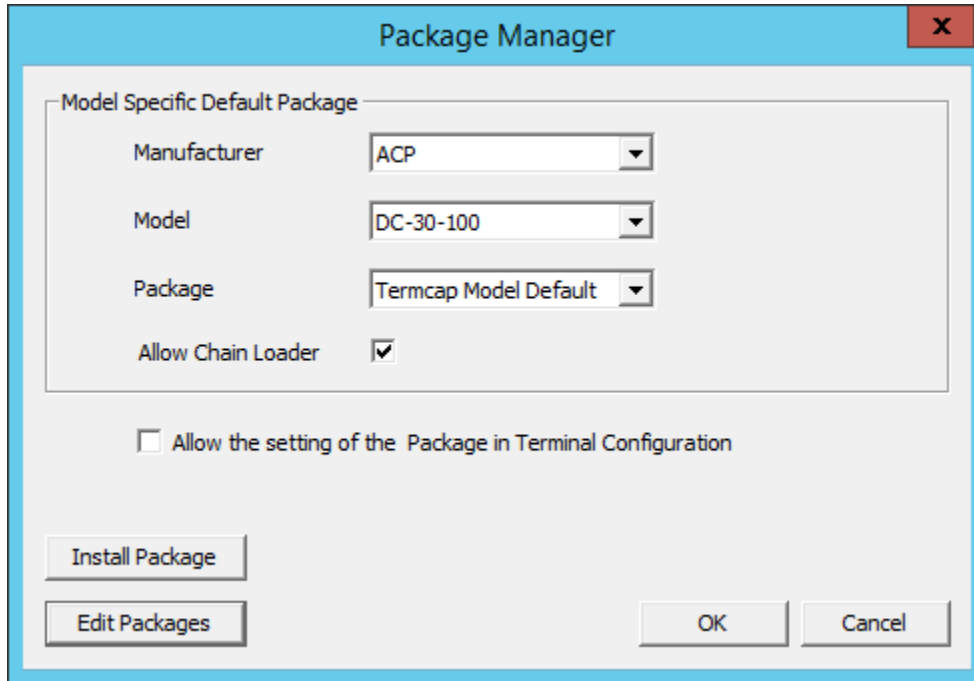 Package Manager
x
Model Specific Default Package
Manufacturer ACP
Model DC-30-100
Package Termcap Model Default
Allow Chain Loader
Allow the setting of the Package in Terminal Configuration
Install Package
Edit Packages OK Cancel